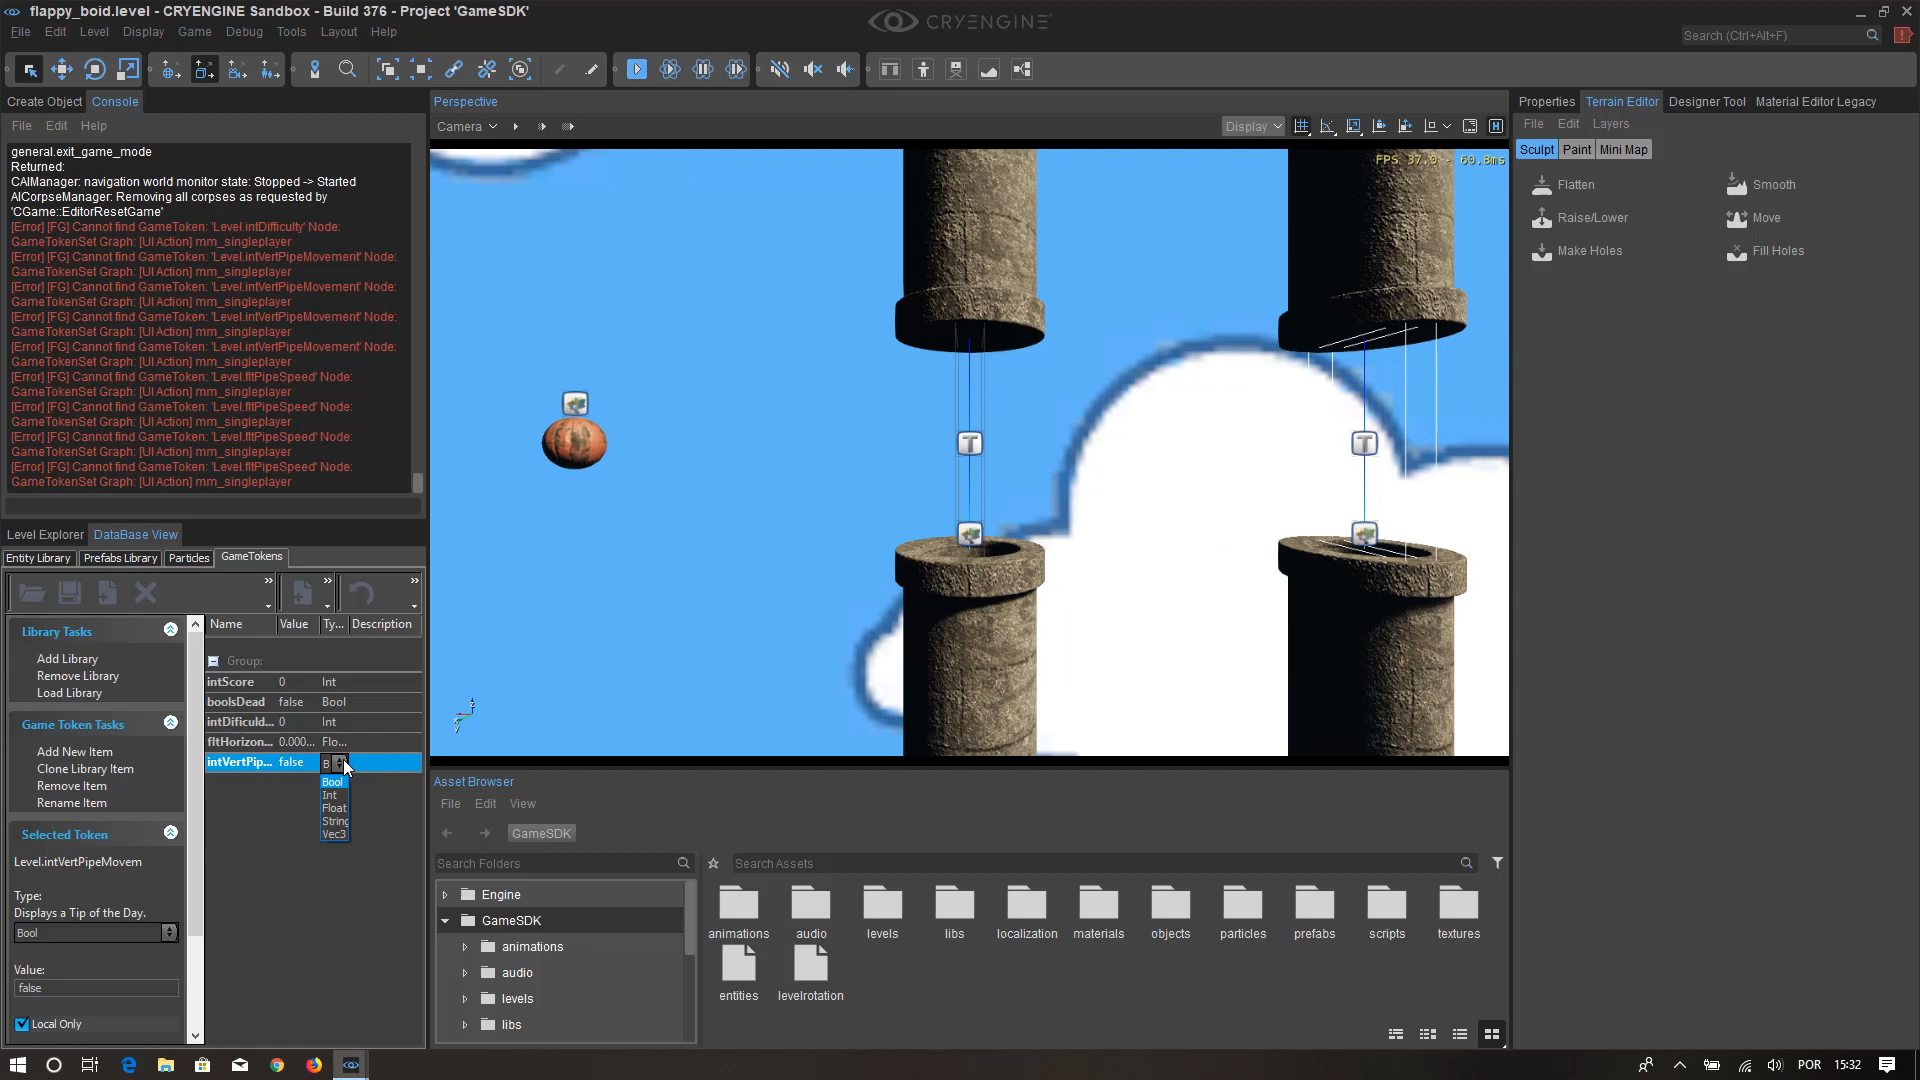 flappy_boid.level - CRYENGINE Sandbox - Build 376 - Project 'GameSDK'
CRYENGINE
File Edit Level Display Game Debug Tools Layout Help
Search (Ctrl+Alt+F)
Create Object Console
File Edit Help
general.exit_game_mode
Returned:
CAIManager: navigation world monitor state: Stopped -> Started
AICorpseManager: Removing all corpses as requested by
'CGame::EditorResetGame'
[Error] [FG] Cannot find GameToken: 'Level.intDifficulty' Node:
GameTokenSet Graph: [UI Action] mm_singleplayer
[Error] [FG] Cannot find GameToken: 'Level.intVertPipeMovement' Node:
GameTokenSet Graph: [UI Action] mm_singleplayer
[Error] [FG] Cannot find GameToken: 'Level.intVertPipeMovement' Node:
GameTokenSet Graph: [UI Action] mm_singleplayer
[Error] [FG] Cannot find GameToken: 'Level.intVertPipeMovement' Node:
GameTokenSet Graph: [UI Action] mm_singleplayer
[Error] [FG] Cannot find GameToken: 'Level.intVertPipeMovement' Node:
GameTokenSet Graph: [UI Action] mm_singleplayer
[Error] [FG] Cannot find GameToken: 'Level.fltPipeSpeed' Node:
GameTokenSet Graph: [UI Action] mm_singleplayer
[Error] [FG] Cannot find GameToken: 'Level.fltPipeSpeed' Node:
GameTokenSet Graph: [UI Action] mm_singleplayer
[Error] [FG] Cannot find GameToken: 'Level.fltPipeSpeed' Node:
GameTokenSet Graph: [UI Action] mm_singleplayer
[Error] [FG] Cannot find GameToken: 'Level.fltPipeSpeed' Node:
GameTokenSet Graph: [UI Action] mm_singleplayer
Level Explorer DataBase View
Entity Library Prefabs Library Particles GameTokens
Library Tasks
Add Library
Remove Library
Load Library
Game Token Tasks
Add New Item
Clone Library Item
Remove Item
Rename Item
Selected Token
Level.intVertPipeMovem
Type:
Displays a Tip of the Day.
Bool
Value:
false
Local Only
Name Value Ty... Description
Group:
intScore 0 Int
boolsDead false Bool
intDificuld... 0 Int
fltHorizon... 0.000... Flo...
intVertPip... false B
Bool
Int
Float
String
Vec3
Perspective
Camera
Display
H
T
T
z
y
Asset Browser
File Edit View
GameSDK
Search Folders
Search Assets
Engine
GameSDK
animations
audio
levels
libs
animations audio levels libs localization materials objects particles prefabs scripts textures
entities levelrotation
Properties Terrain Editor Designer Tool Material Editor Legacy
File Edit Layers
Sculpt Paint Mini Map
Flatten Smooth
Raise/Lower Move
Make Holes Fill Holes
POR 15:32